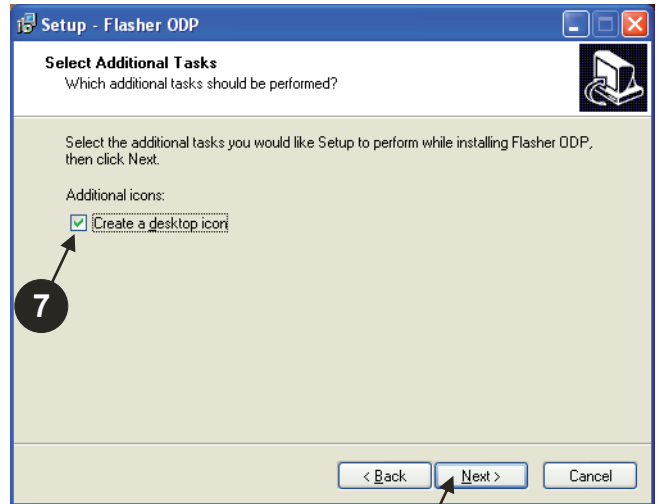 Setup - Flasher ODP
Select Additional Tasks
Which additional tasks should be performed?
Select the additional tasks you would like Setup to perform while installing Flasher ODP,
then click Next.
Additional icons:
Create a desktop icon
7
< Back Next > Cancel